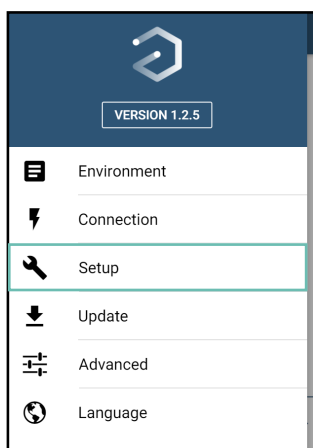 VERSION 1.2.5
Environment
Connection
Setup
Update
Advanced
Language